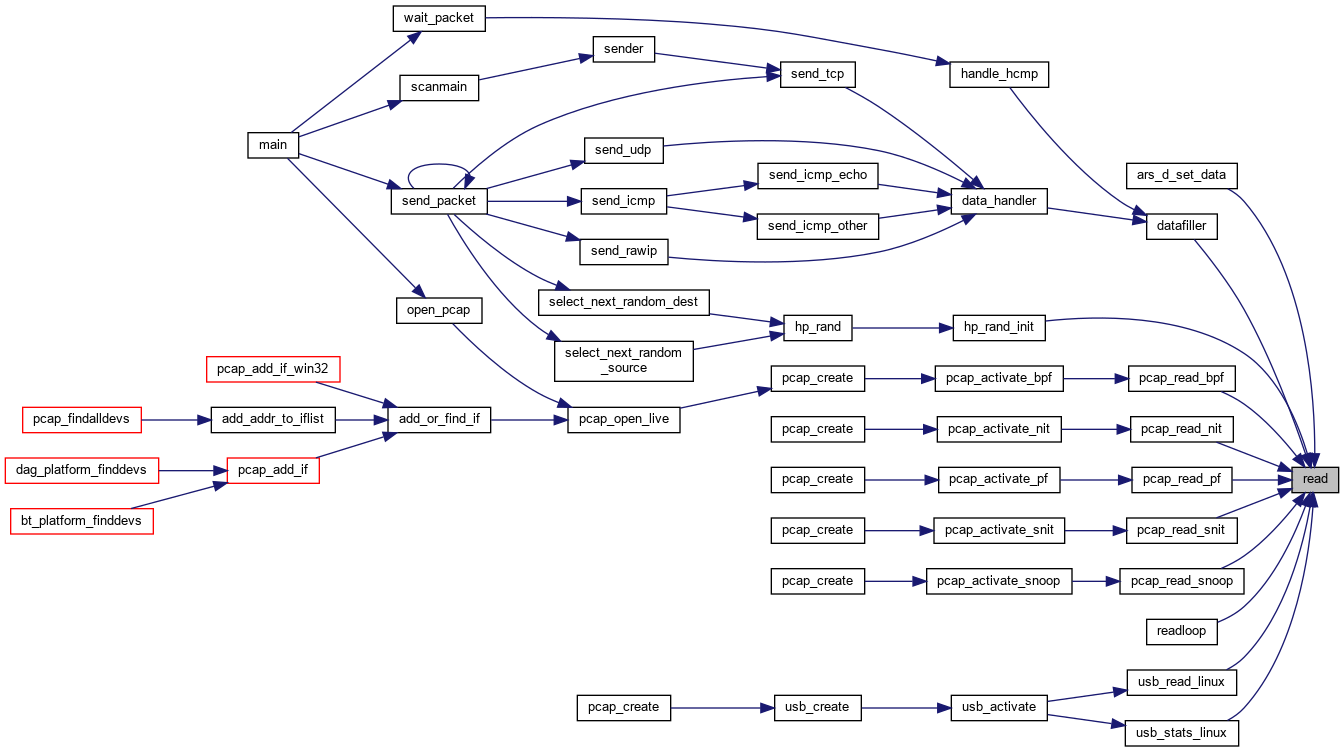 wait_packet
sender
send_tcp
handle_hcmp
scanmain
main
send_udp
send_icmp_echo
ars_d_set_data
send_packet
send_icmp
data_handler
send_icmp_other
datafiller
send_rawip
select_next_random_dest
open_pcap
hp_rand
hp_rand_init
select_next_random
_source
pcap_add_if_win32
pcap_create
pcap_activate_bpf
pcap_read_bpf
pcap_findalldevs
add_addr_to_iflist
add_or_find_if
pcap_open_live
pcap_create
pcap_activate_nit
pcap_read_nit
dag_platform_finddevs
pcap_add_if
pcap_create
pcap_activate_pf
pcap_read_pf
read
bt_platform_finddevs
pcap_create
pcap_activate_snit
pcap_read_snit
pcap_create
pcap_activate_snoop
pcap_read_snoop
readloop
usb_read_linux
pcap_create
usb_create
usb_activate
usb_stats_linux